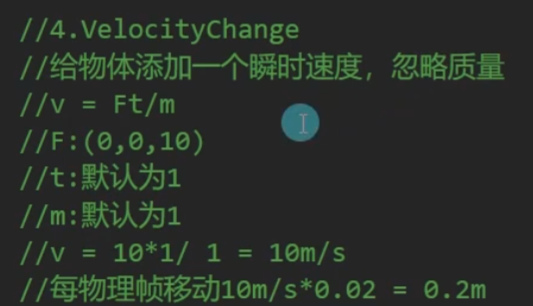 //4.VelocityChange
//给物体添加一个瞬时速度，忽略质量
//v = Ft/m
//F:(0,0,10)
//t:默认为1
//m:默认为1
//v = 10*1/ 1 = 10m/s
//每物理帧移动10m/s*0.02 = 0.2m